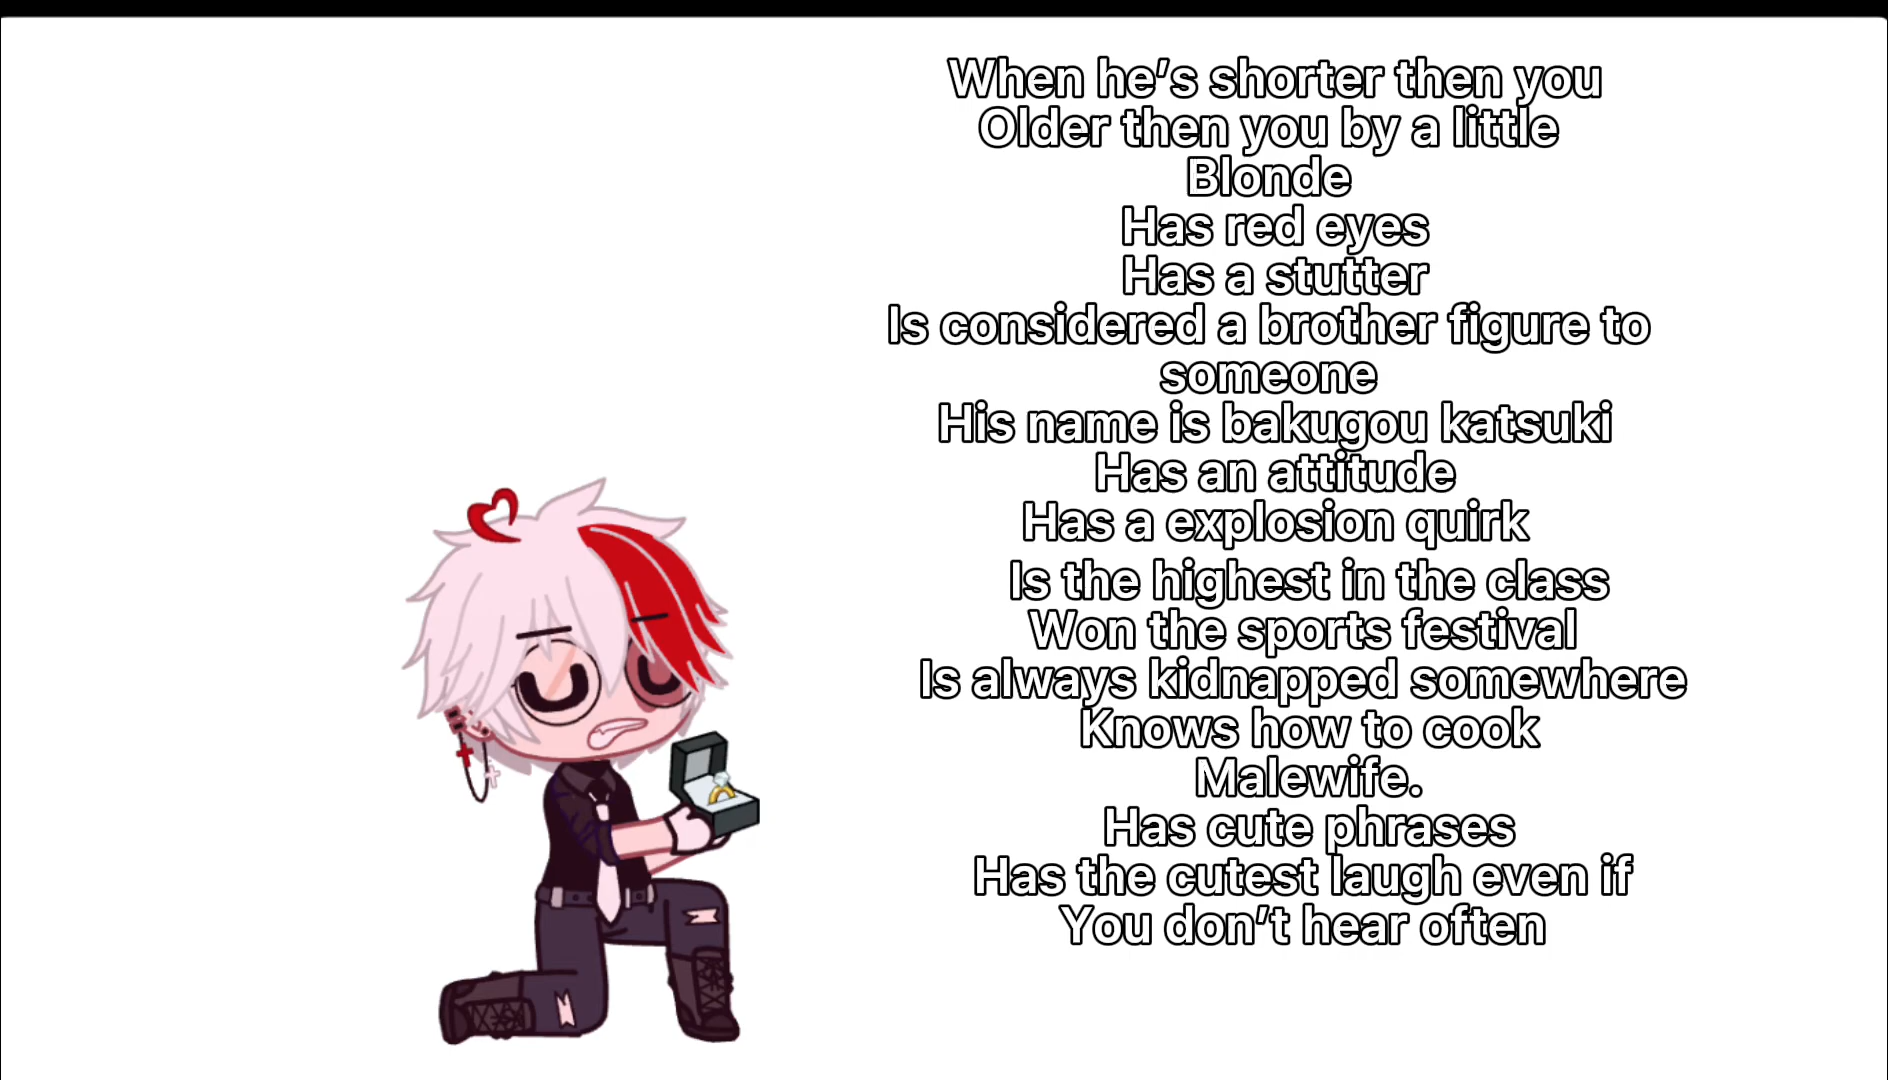 When he's shorter then you
Older then you by a little
Blonde
Has red eyes
Has a stutter
Is considered a brother figure to
someone
His name is bakugou katsuki
Has an attitude
Has a explosion quirk
Is the highest in the class
Won the sports festival
Is always kidnapped somewhere
Knows how to cook
Malewife.
Has cute phrases
Has the cutest laugh even if
You don't hear often